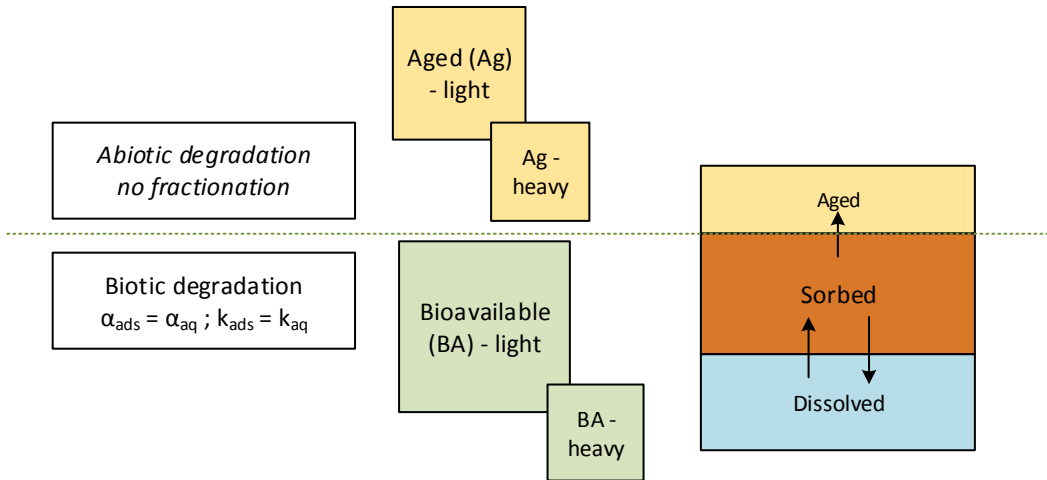 Aged (Ag)
- light
Abiotic degradation
no fractionation
Ag -
heavy
Aged
Biotic degradation
αads = αaq ; kads = kaq
Bioavailable
(BA) - light
Sorbed
BA -
heavy
Dissolved